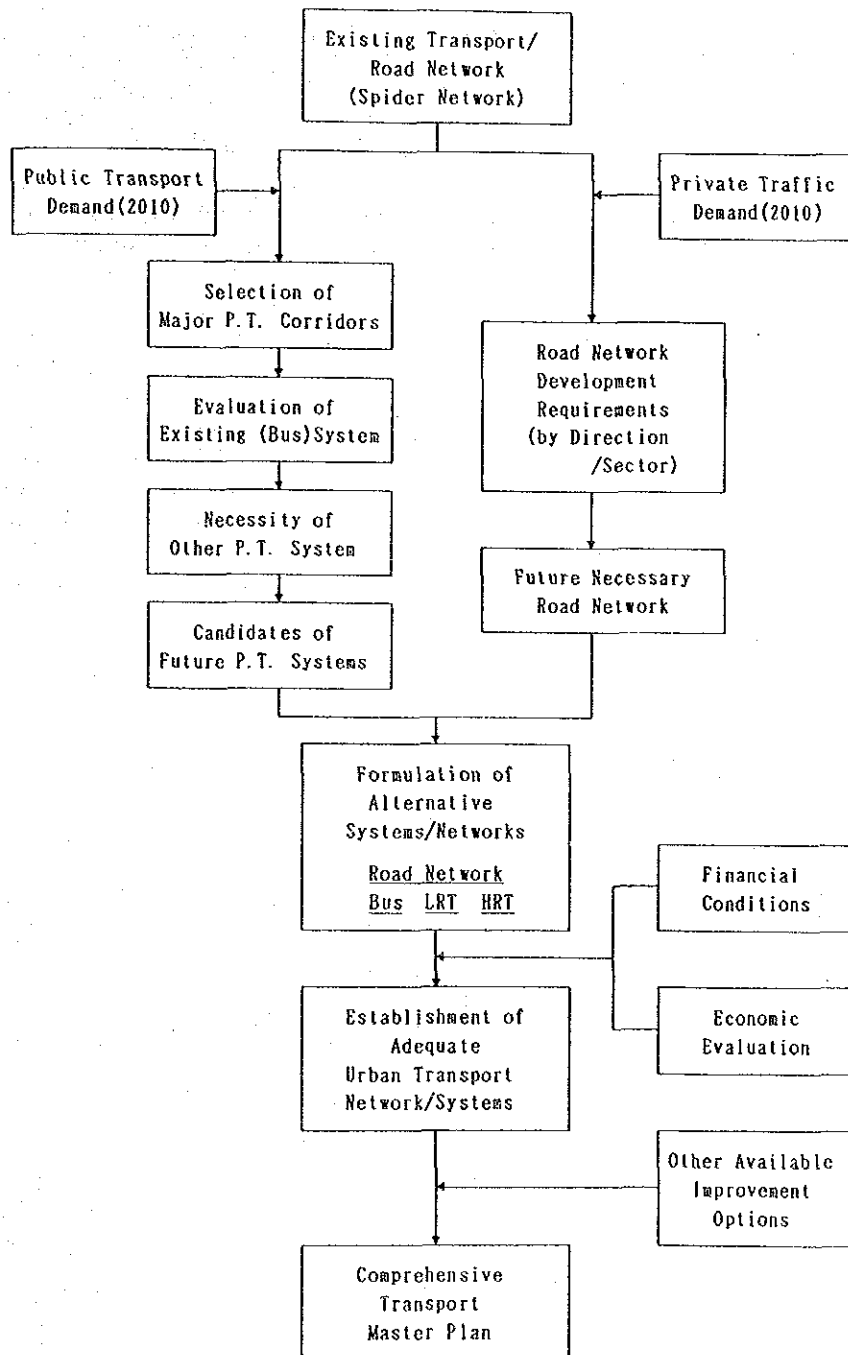 Existing Transport/
Road Network
(Spider Network)
Public Transport
Demand(2010)
Private Traffic
Demand(2010)
Selection of
Major P.T. Corridors
Evaluation of
Existing (Bus)System
Necessity of
Other P.T. System
Candidates of
Future P.T. Systems
Road Network
Development
Requirements
(by Direction
/Sector)
Future Necessary
Road Network
Formulation of
Alternative
Systems/Networks
Road Network
Bus LRT HRT
Financial
Conditions
Economic
Evaluation
Establishment of
Adequate
Urban Transport
Network/Systems
Other Available
Improvement
Options
Comprehensive
Transport
Master Plan